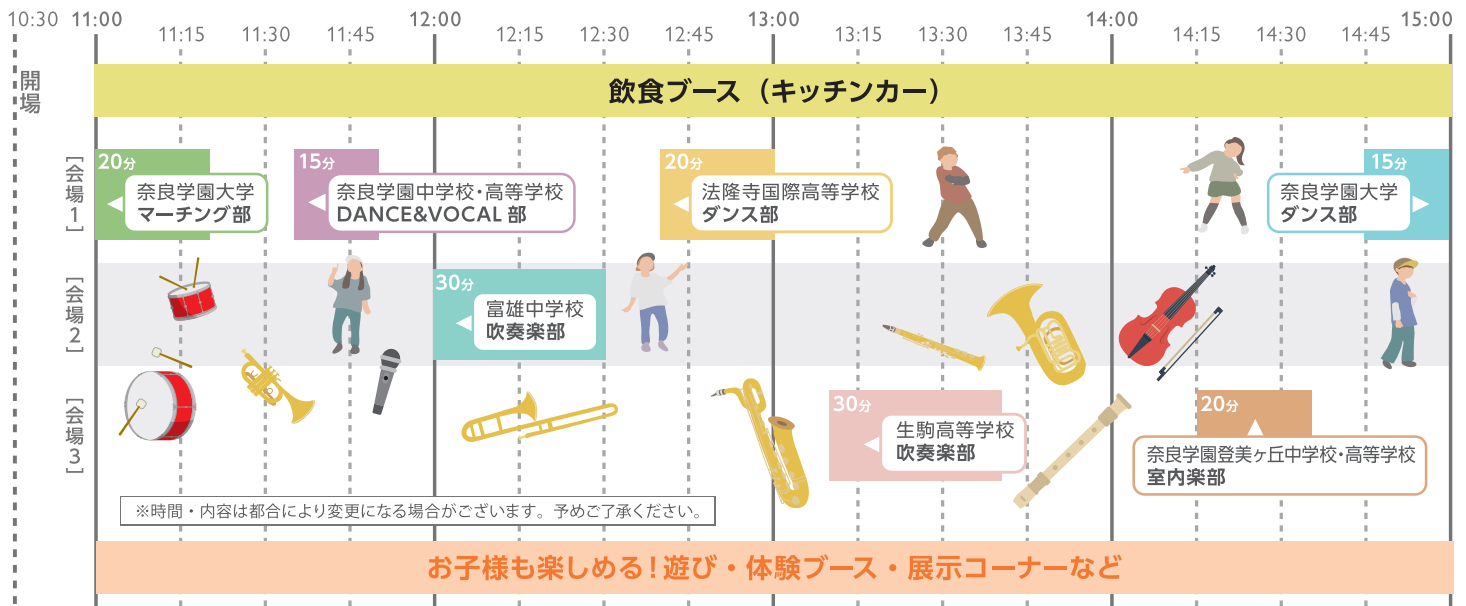 10:30 11:00 11:15 11:30 11:45 12:00 12:15 12:30 12:45 13:00 13:15 13:30 13:45 14:00 14:15 14:30 14:45 15:00
開場
飲食ブース（キッチンカー）
［会場1］
20分
奈良学園大学
マーチング部
15分
奈良学園中学校・高等学校
DANCE&VOCAL部
20分
法隆寺国際高等学校
ダンス部
15分
奈良学園大学
ダンス部
［会場2］
30分
富雄中学校
吹奏楽部
［会場3］
30分
生駒高等学校
吹奏楽部
20分
奈良学園登美ヶ丘中学校・高等学校
室内楽部
※時間・内容は都合により変更になる場合がございます。予めご了承ください。
お子様も楽しめる！遊び・体験ブース・展示コーナーなど